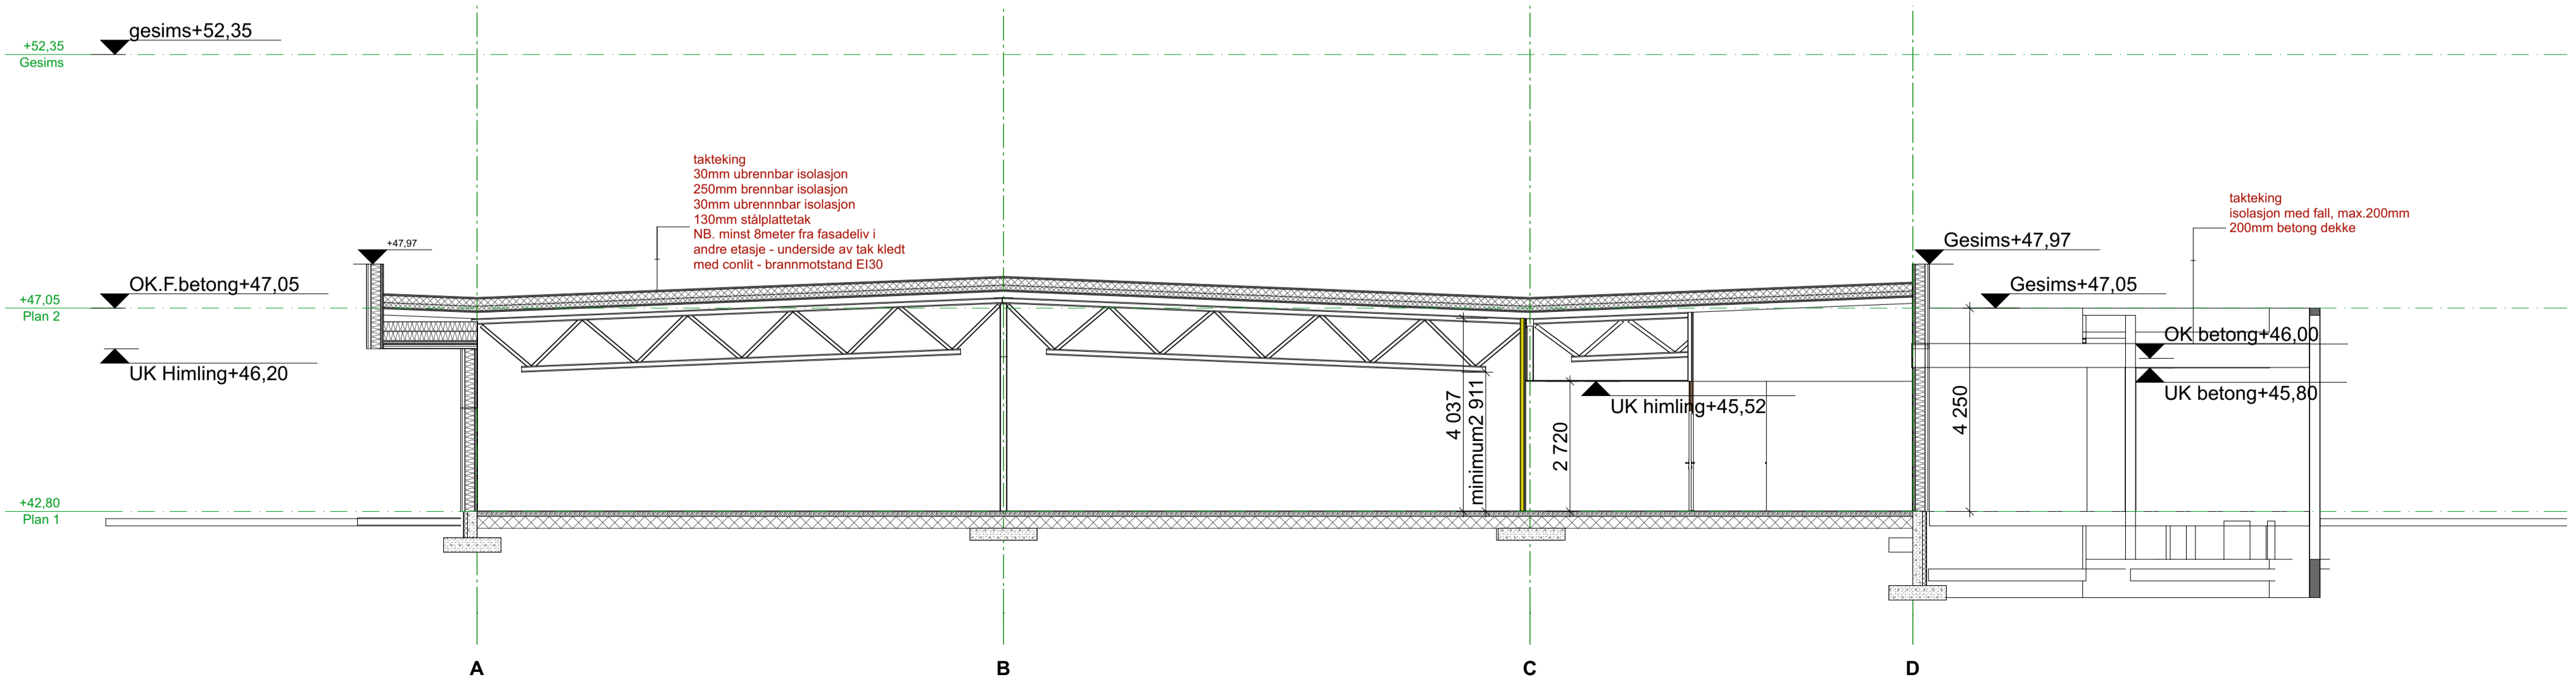 gesims+52,35
+52,35
Gesims
takteking
30mm ubrennbar isolasjon
250mm brennbar isolasjon
30mm ubrennnbar isolasjon
130mm stålplattetak
NB. minst 8meter fra fasadeliv i
andre etasje - underside av tak kledt
med conlit - brannmotstand EI30
takteking
isolasjon med fall, max.200mm
200mm betong dekke
+47,97
Gesims+47,97
OK.F.betong+47,05
Gesims+47,05
+47,05
Plan 2
OK betong+46,00
UK Himling+46,20
UK betong+45,80
UK himling+45,52
4 037
minimum2 911
2 720
4 250
+42,80
Plan 1
A
B
C
D